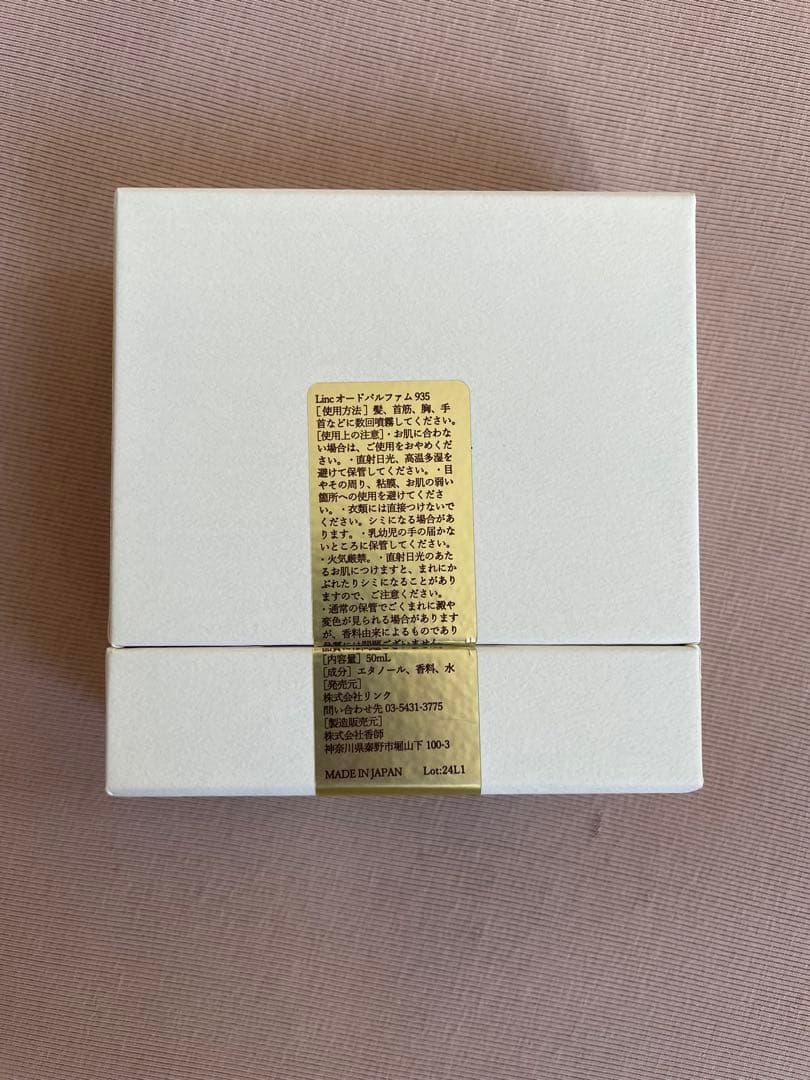 Linc オードパルファム 935
[使用方法] 髪、首筋、胸、手
首などに数回噴霧してください。
[使用上の注意]・お肌に合わな
い場合は、ご使用をおやめくだ
さい。・直射日光、高温多湿を
避けて保管してください。・目
やその周り、粘膜、お肌の弱い
箇所への使用を避けてくださ
い。・衣類には直接つけないで
ください。シミになる場合があ
ります。・乳幼児の手の届かな
いところに保管してください。
・火気厳禁。・直射日光のあた
るお肌につけますと、まれにか
ぶれたりシミになることがあり
ますので、ご注意ください。
・通常の保管でごくまれに澱や
変色が見られる場合があります
が、香料由来によるものであり
品質には問題ございません。
[内容量] 50mL
[成分] エタノール、香料、水
[発売元]
株式会社リンク
問い合わせ先 03-5431-3775
[製造販売元]
株式会社香師
神奈川県秦野市堀山下 100-3
MADE IN JAPAN Lot:24L1